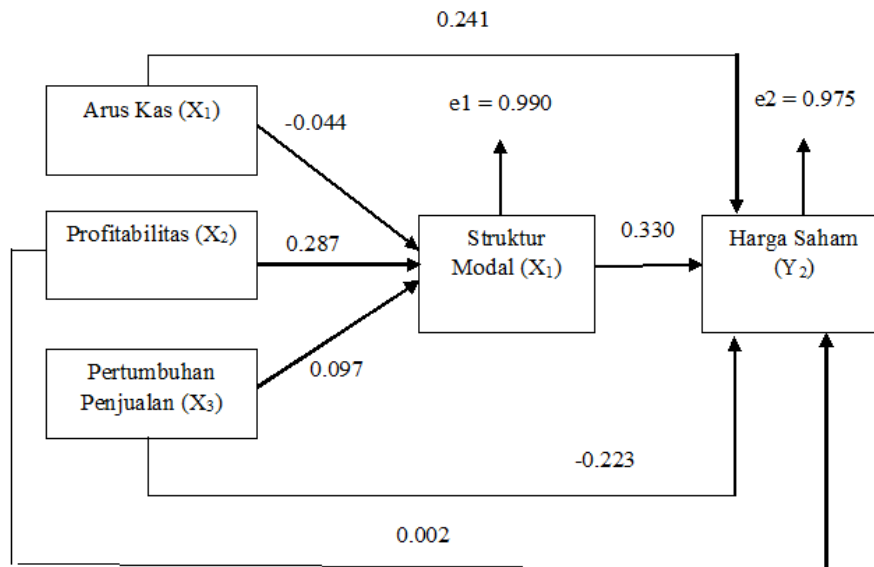 0.241
Arus Kas (X₁)
-0.044
e1 = 0.990
e2 = 0.975
Profitabilitas (X₂)
0.287
Struktur
Modal (X₁)
0.330
Harga Saham
(Y₂)
Pertumbuhan
Penjualan (X₃)
0.097
-0.223
0.002